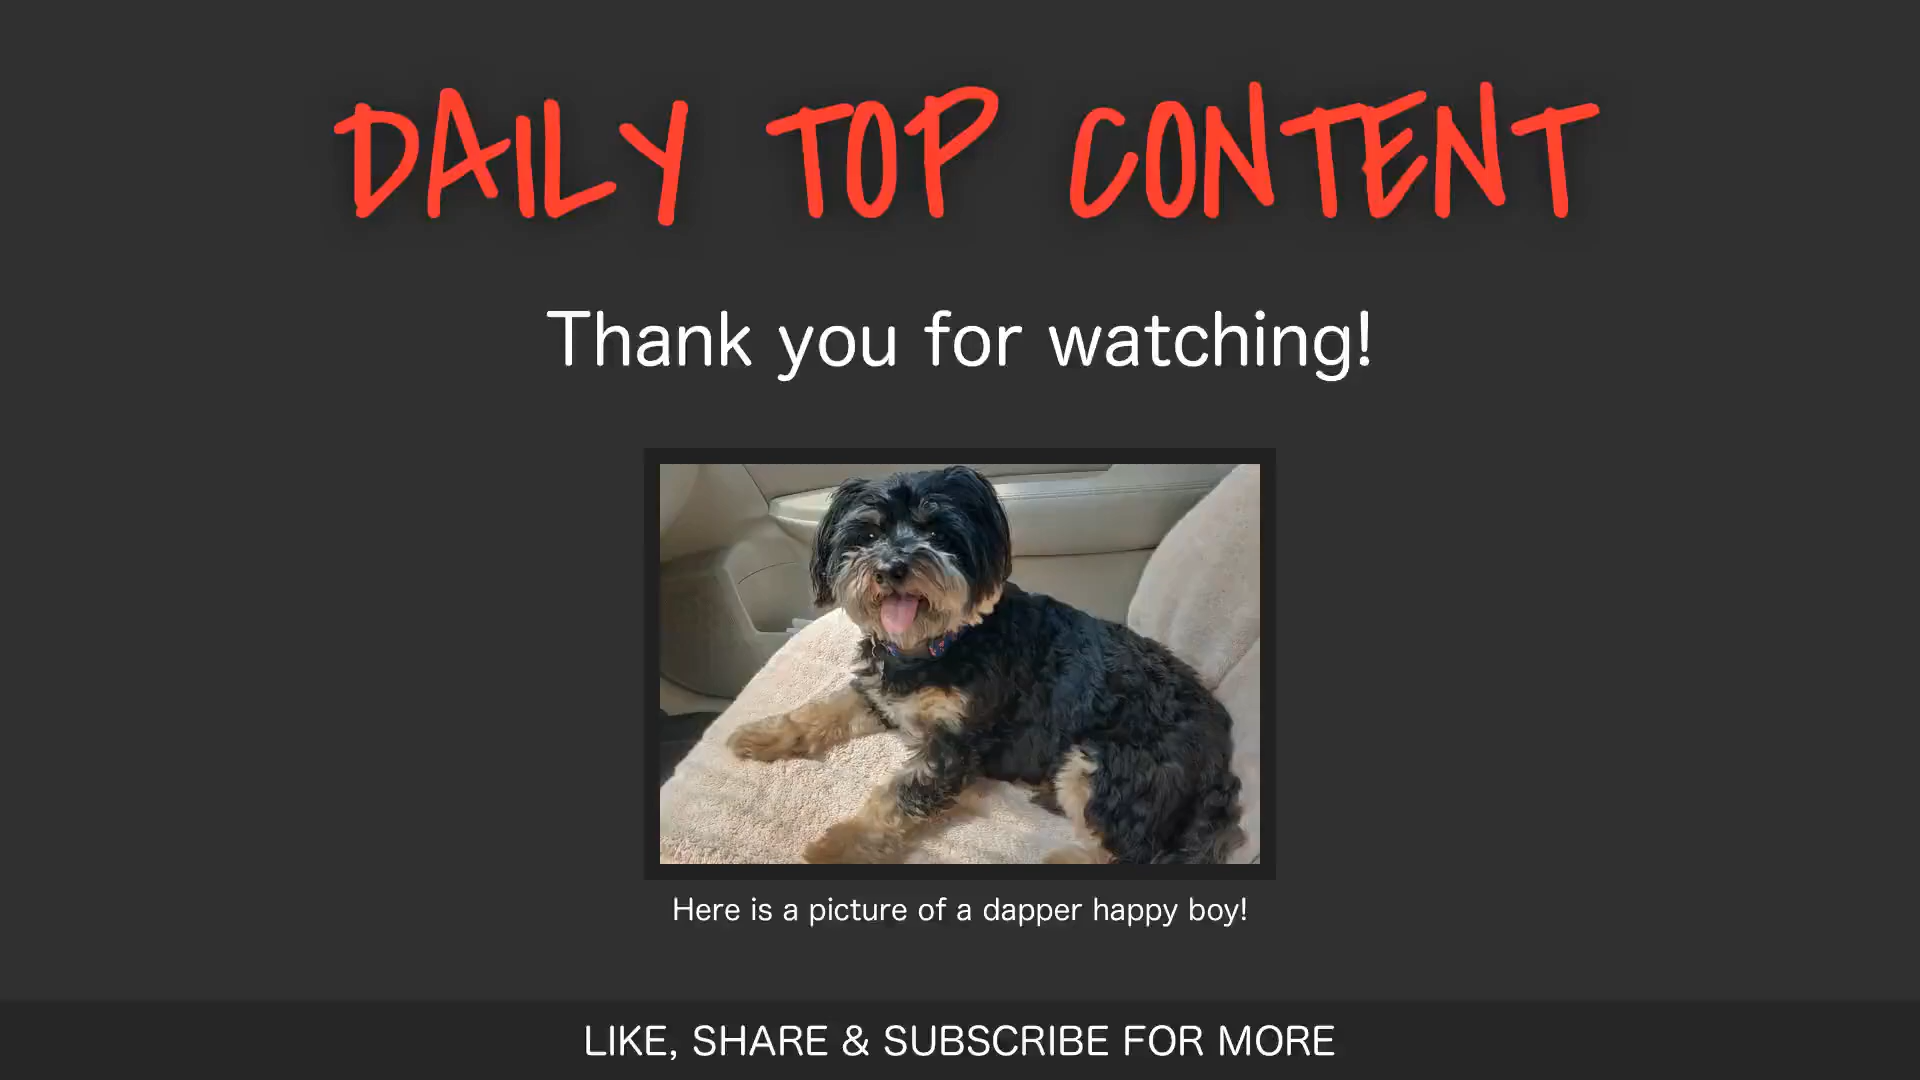 DAILY TOP CONTENT
Thank you for watching!
Here is a picture of a dapper happy boy!
LIKE, SHARE & SUBSCRIBE FOR MORE